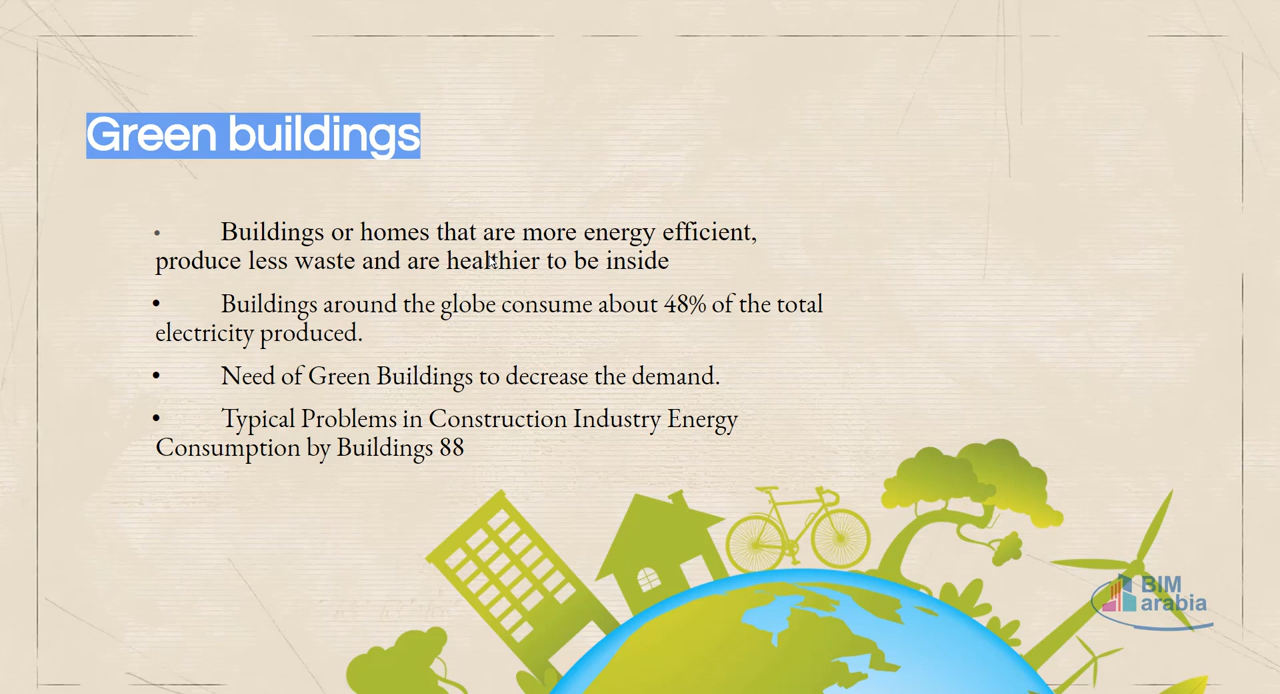 Green buildings
• Buildings or homes that are more energy efficient,
produce less waste and are healthier to be inside
• Buildings around the globe consume about 48% of the total
electricity produced.
• Need of Green Buildings to decrease the demand.
• Typical Problems in Construction Industry Energy
Consumption by Buildings 88
BIM
arabia